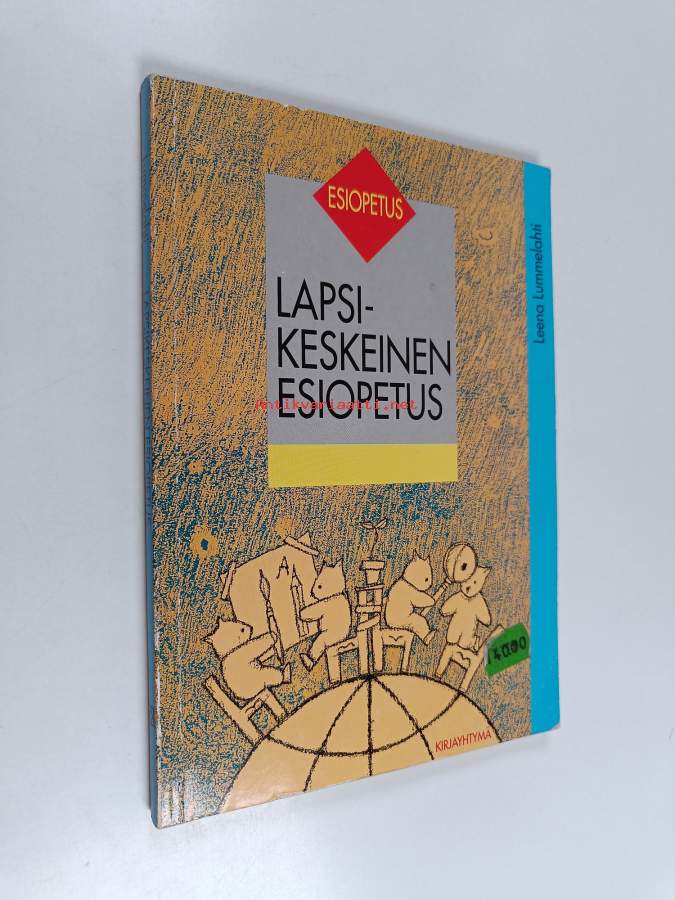 ESIOPETUS
LAPSI-
KESKEINEN
ESIOPETUS
antikvariaatti.net
Leena Lummelahti
A
KIRJAYHTYMÄ